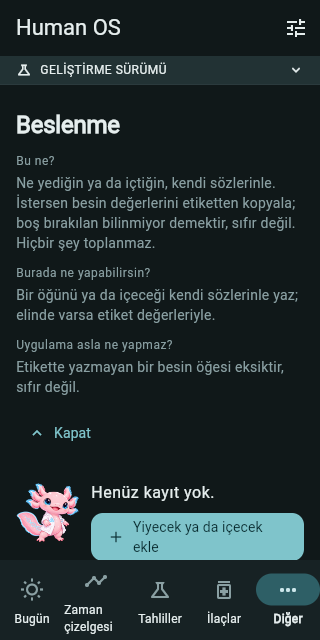 Human OS
GELİŞTİRME SÜRÜMÜ
Beslenme
Bu ne?
Ne yediğin ya da içtiğin, kendi sözlerinle.
İstersen besin değerlerini etiketten kopyala;
boş bırakılan bilinmiyor demektir, sıfır değil.
Hiçbir şey toplanmaz.
Burada ne yapabilirsin?
Bir öğünü ya da içeceği kendi sözlerinle yaz;
elinde varsa etiket değerleriyle.
Uygulama asla ne yapmaz?
Etikette yazmayan bir besin öğesi eksiktir,
sıfır değil.
Kapat
Henüz kayıt yok.
Yiyecek ya da içecek
ekle
Bugün
Zaman
çizelgesi
Tahliller
İlaçlar
Diğer